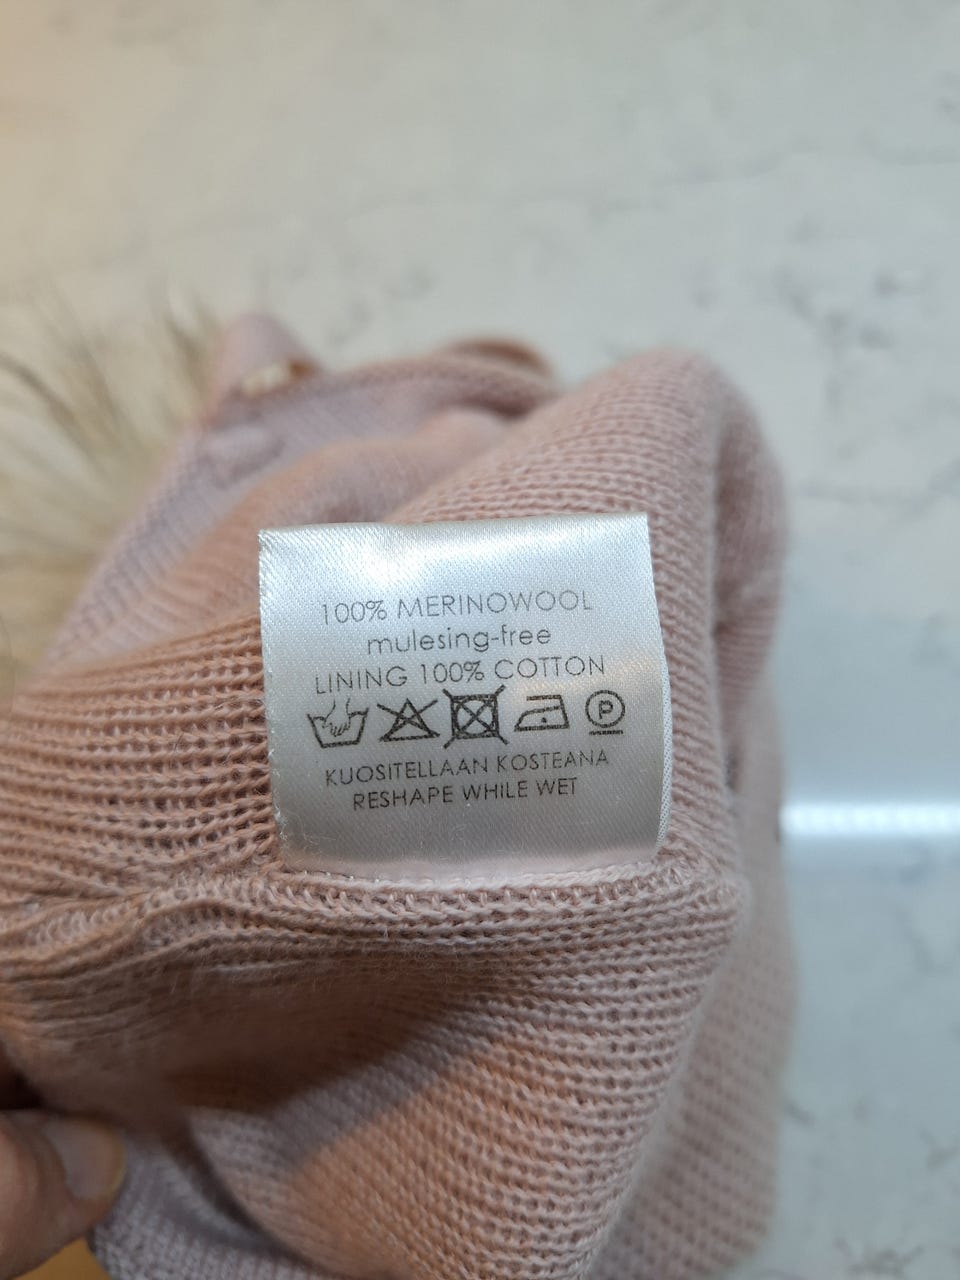 100% MERINOWOOL
mulesing-free
LINING 100% COTTON
P
KUOSITELLAAN KOSTEANA
RESHAPE WHILE WET